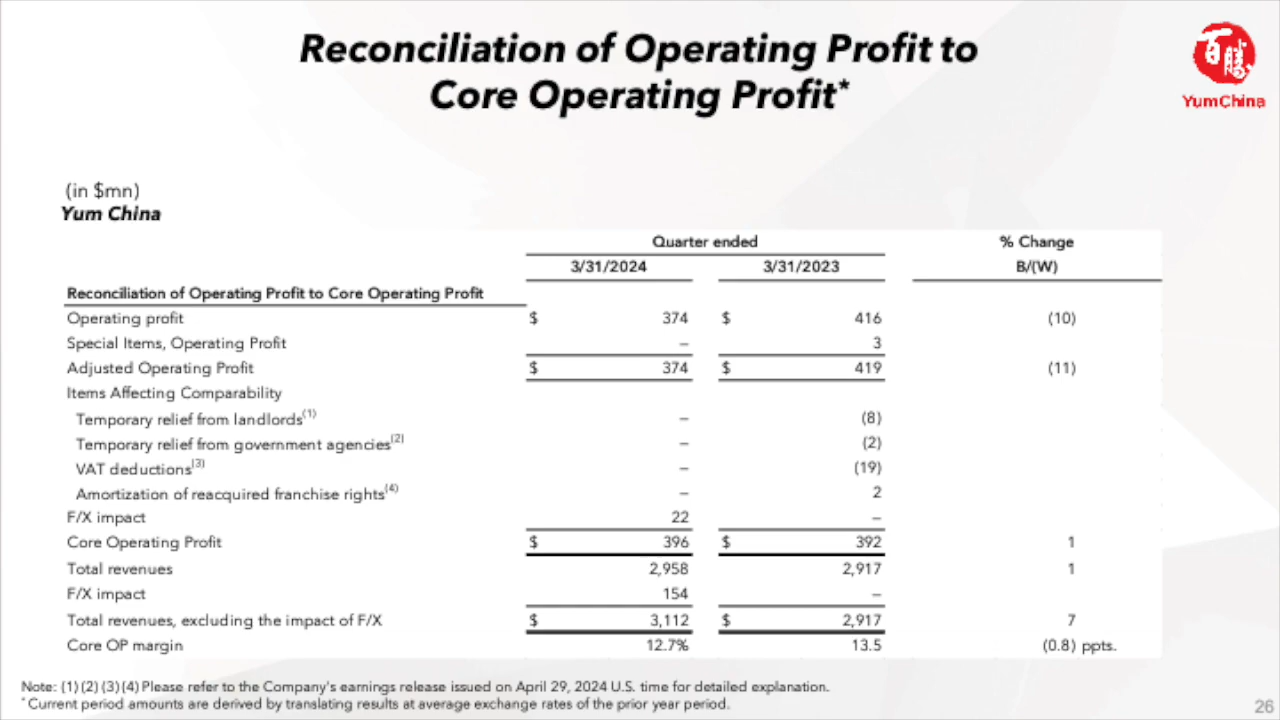 Reconciliation of Operating Profit to
Core Operating Profit*
百勝
YumChina
(in $mn)
Yum China
Quarter ended % Change
3/31/2024 3/31/2023 B/(W)
Reconciliation of Operating Profit to Core Operating Profit
Operating profit $ 374 $ 416 (10)
Special Items, Operating Profit – 3
Adjusted Operating Profit $ 374 $ 419 (11)
Items Affecting Comparability
Temporary relief from landlords(1) – (8)
Temporary relief from government agencies(2) – (2)
VAT deductions(3) – (19)
Amortization of reacquired franchise rights(4) – 2
F/X impact 22 –
Core Operating Profit $ 396 $ 392 1
Total revenues 2,958 2,917 1
F/X impact 154 –
Total revenues, excluding the impact of F/X $ 3,112 $ 2,917 7
Core OP margin 12.7% 13.5 (0.8) ppts.
Note: (1) (2) (3) (4) Please refer to the Company's earnings release issued on April 29, 2024 U.S. time for detailed explanation.
* Current period amounts are derived by translating results at average exchange rates of the prior year period.
26